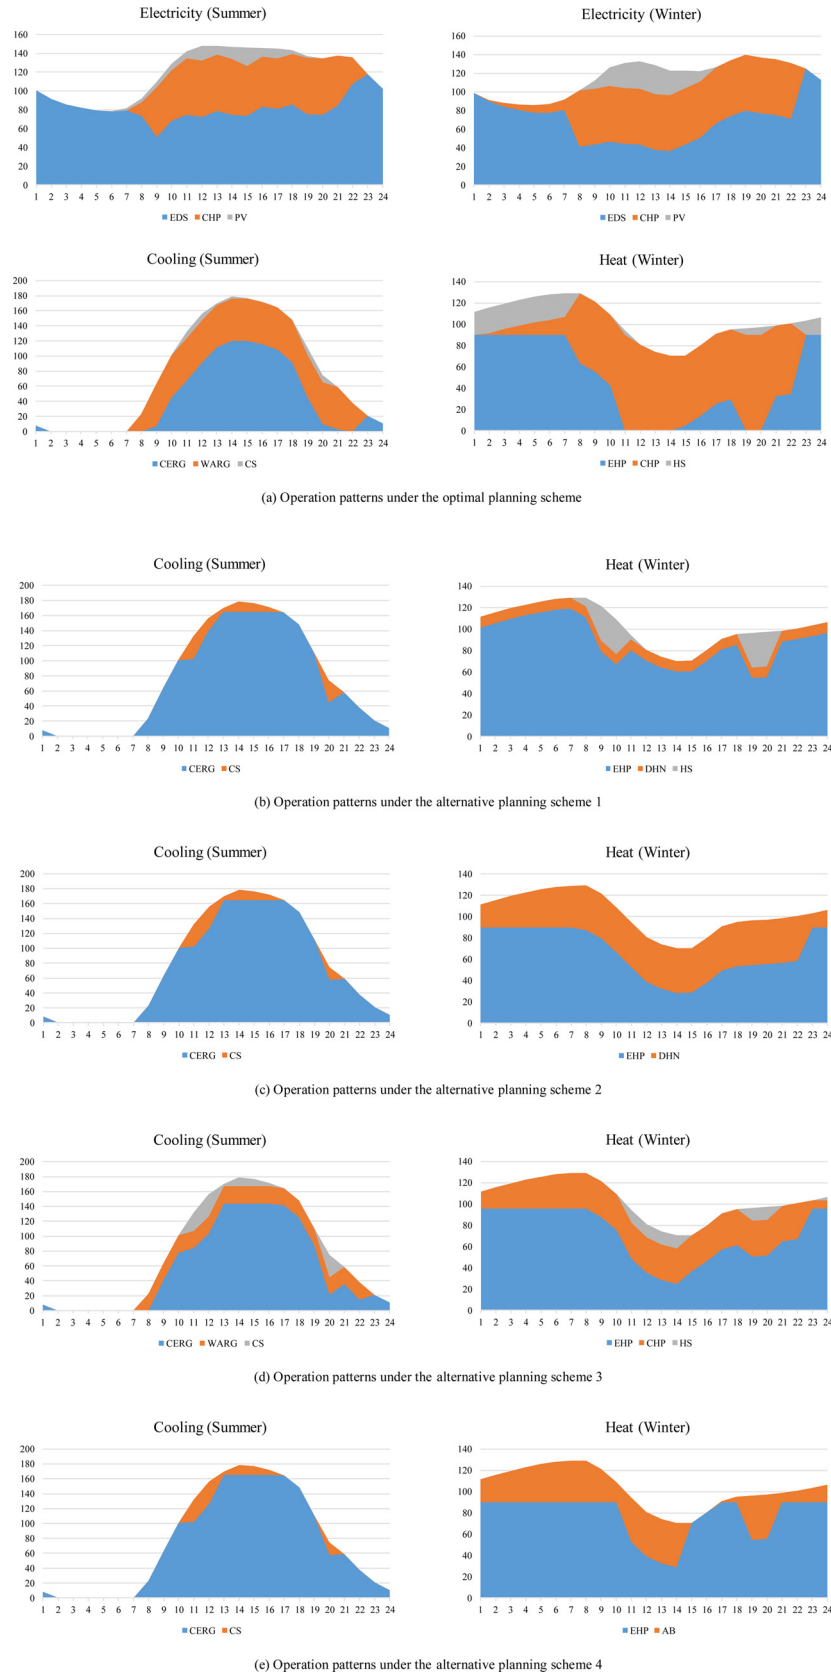 Electricity (Summer)
160
140
120
100
80
60
40
20
0
1 2 3 4 5 6 7 8 9 10 11 12 13 14 15 16 17 18 19 20 21 22 23 24
EDS CHP PV
Electricity (Winter)
160
140
120
100
80
60
40
20
0
1 2 3 4 5 6 7 8 9 10 11 12 13 14 15 16 17 18 19 20 21 22 23 24
EDS CHP PV
Cooling (Summer)
200
180
160
140
120
100
80
60
40
20
0
1 2 3 4 5 6 7 8 9 10 11 12 13 14 15 16 17 18 19 20 21 22 23 24
CERG WARG CS
Heat (Winter)
140
120
100
80
60
40
20
0
1 2 3 4 5 6 7 8 9 10 11 12 13 14 15 16 17 18 19 20 21 22 23 24
EHP CHP HS
(a) Operation patterns under the optimal planning scheme
Cooling (Summer)
200
180
160
140
120
100
80
60
40
20
0
1 2 3 4 5 6 7 8 9 10 11 12 13 14 15 16 17 18 19 20 21 22 23 24
CERG CS
Heat (Winter)
140
120
100
80
60
40
20
0
1 2 3 4 5 6 7 8 9 10 11 12 13 14 15 16 17 18 19 20 21 22 23 24
EHP DHN HS
(b) Operation patterns under the alternative planning scheme 1
Cooling (Summer)
200
180
160
140
120
100
80
60
40
20
0
1 2 3 4 5 6 7 8 9 10 11 12 13 14 15 16 17 18 19 20 21 22 23 24
CERG CS
Heat (Winter)
140
120
100
80
60
40
20
0
1 2 3 4 5 6 7 8 9 10 11 12 13 14 15 16 17 18 19 20 21 22 23 24
EHP DHN
(c) Operation patterns under the alternative planning scheme 2
Cooling (Summer)
200
180
160
140
120
100
80
60
40
20
0
1 2 3 4 5 6 7 8 9 10 11 12 13 14 15 16 17 18 19 20 21 22 23 24
CERG WARG CS
Heat (Winter)
140
120
100
80
60
40
20
0
1 2 3 4 5 6 7 8 9 10 11 12 13 14 15 16 17 18 19 20 21 22 23 24
EHP CHP HS
(d) Operation patterns under the alternative planning scheme 3
Cooling (Summer)
200
180
160
140
120
100
80
60
40
20
0
1 2 3 4 5 6 7 8 9 10 11 12 13 14 15 16 17 18 19 20 21 22 23 24
CERG CS
Heat (Winter)
140
120
100
80
60
40
20
0
1 2 3 4 5 6 7 8 9 10 11 12 13 14 15 16 17 18 19 20 21 22 23 24
EHP AB
(e) Operation patterns under the alternative planning scheme 4